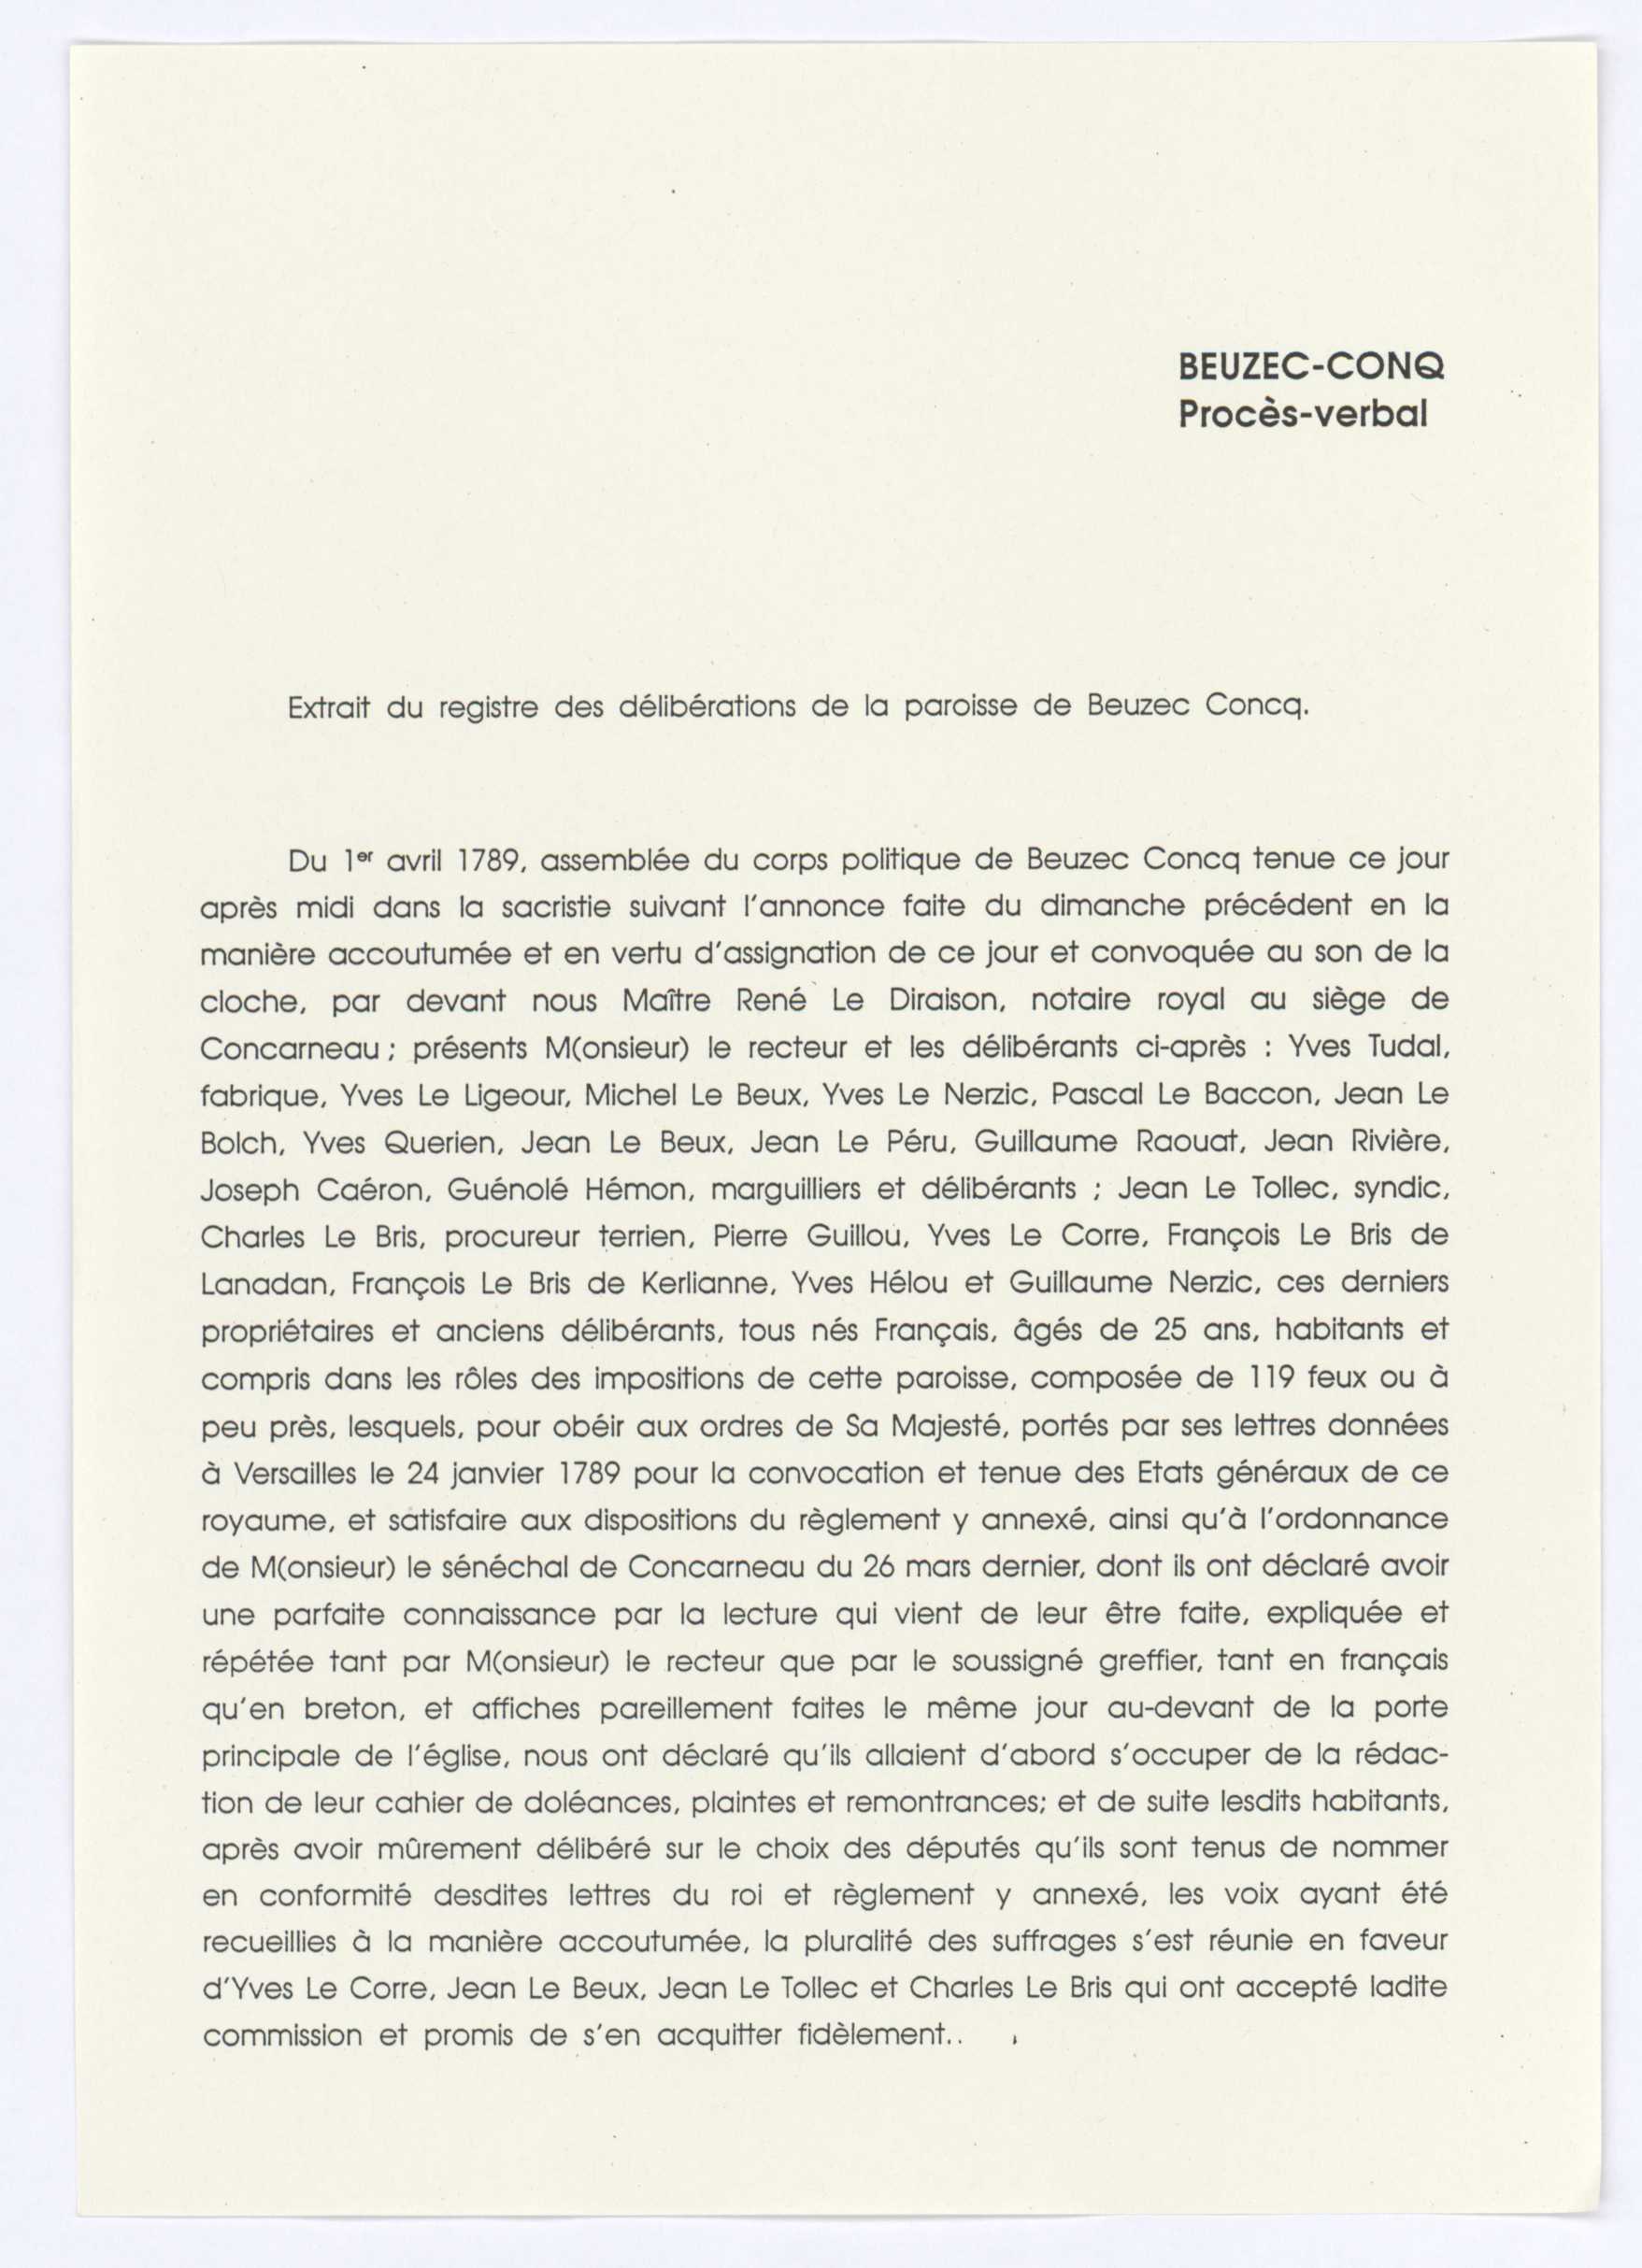 BEUZEC-CONQ
Procès-verbal
Extrait du registre des délibérations de la paroisse de Beuzec Concq.
Du 1er avril 1789, assemblée du corps politique de Beuzec Concq tenue ce jour
après midi dans la sacristie suivant l'annonce faite du dimanche précédent en la
manière accoutumée et en vertu d'assignation de ce jour et convoquée au son de la
cloche, par devant nous Maître René Le Diraison, notaire royal au siège de
Concarneau ; présents M(onsieur) le recteur et les délibérants ci-après : Yves Tudal,
fabrique, Yves Le Ligeour, Michel Le Beux, Yves Le Nerzic, Pascal Le Baccon, Jean Le
Bolch, Yves Querien, Jean Le Beux, Jean Le Péru, Guillaume Raouat, Jean Rivière,
Joseph Caéron, Guénolé Hémon, marguilliers et délibérants ; Jean Le Tollec, syndic,
Charles Le Bris, procureur terrien, Pierre Guillou, Yves Le Corre, François Le Bris de
Lanadan, François Le Bris de Kerlianne, Yves Hélou et Guillaume Nerzic, ces derniers
propriétaires et anciens délibérants, tous nés Français, âgés de 25 ans, habitants et
compris dans les rôles des impositions de cette paroisse, composée de 119 feux ou à
peu près, lesquels, pour obéir aux ordres de Sa Majesté, portés par ses lettres données
à Versailles le 24 janvier 1789 pour la convocation et tenue des Etats généraux de ce
royaume, et satisfaire aux dispositions du règlement y annexé, ainsi qu'à l'ordonnance
de M(onsieur) le sénéchal de Concarneau du 26 mars dernier, dont ils ont déclaré avoir
une parfaite connaissance par la lecture qui vient de leur être faite, expliquée et
répétée tant par M(onsieur) le recteur que par le soussigné greffier, tant en français
qu'en breton, et affiches pareillement faites le même jour au-devant de la porte
principale de l'église, nous ont déclaré qu'ils allaient d'abord s'occuper de la rédac-
tion de leur cahier de doléances, plaintes et remontrances; et de suite lesdits habitants,
après avoir mûrement délibéré sur le choix des députés qu'ils sont tenus de nommer
en conformité desdites lettres du roi et règlement y annexé, les voix ayant été
recueillies à la manière accoutumée, la pluralité des suffrages s'est réunie en faveur
d'Yves Le Corre, Jean Le Beux, Jean Le Tollec et Charles Le Bris qui ont accepté ladite
commission et promis de s'en acquitter fidèlement..